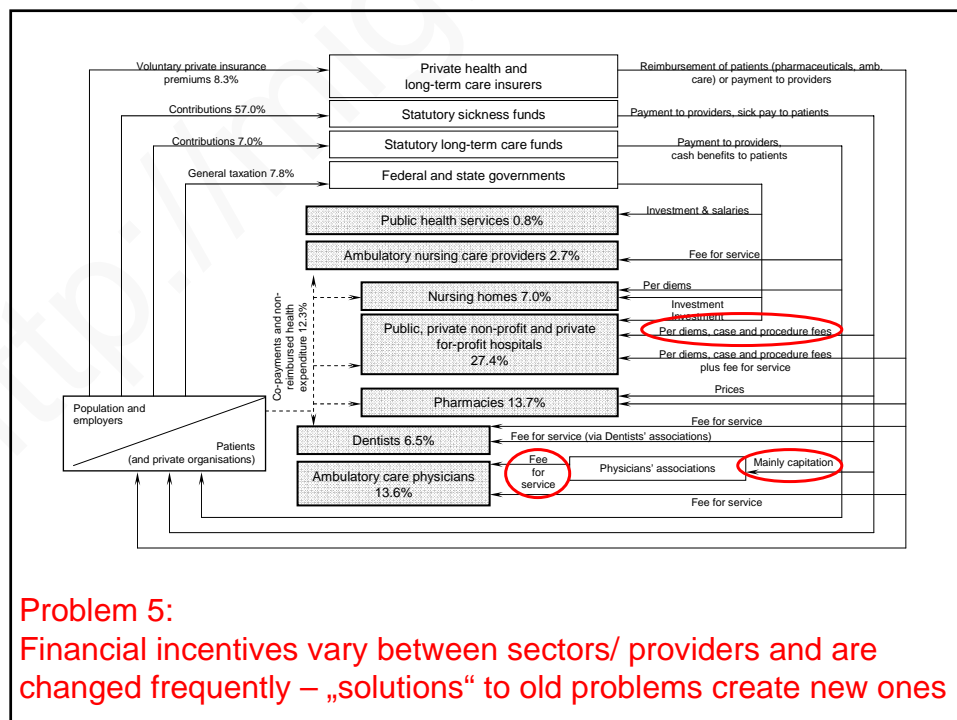 http://mig
Voluntary private insurance
premiums 8.3%
Private health and
long-term care insurers
Reimbursement of patients (pharmaceuticals, amb.
care) or payment to providers
Contributions 57.0%
Statutory sickness funds
Payment to providers, sick pay to patients
Contributions 7.0%
Statutory long-term care funds
Payment to providers,
cash benefits to patients
General taxation 7.8%
Federal and state governments
Public health services 0.8%
Investment & salaries
Ambulatory nursing care providers 2.7%
Fee for service
Co-payments and non-
reimbursed health
expenditure 12.3%
Nursing homes 7.0%
Per diems
Investment
Investment
Public, private non-profit and private
for-profit hospitals
27.4%
Per diems, case and procedure fees
Per diems, case and procedure fees
plus fee for service
Pharmacies 13.7%
Prices
Population and
employers
Patients
(and private organisations)
Dentists 6.5%
Fee for service
Fee for service (via Dentists' associations)
Ambulatory care physicians
13.6%
Fee
for
service
Physicians' associations
Mainly capitation
Fee for service
Problem 5:
Financial incentives vary between sectors/ providers and are
changed frequently – „solutions“ to old problems create new ones